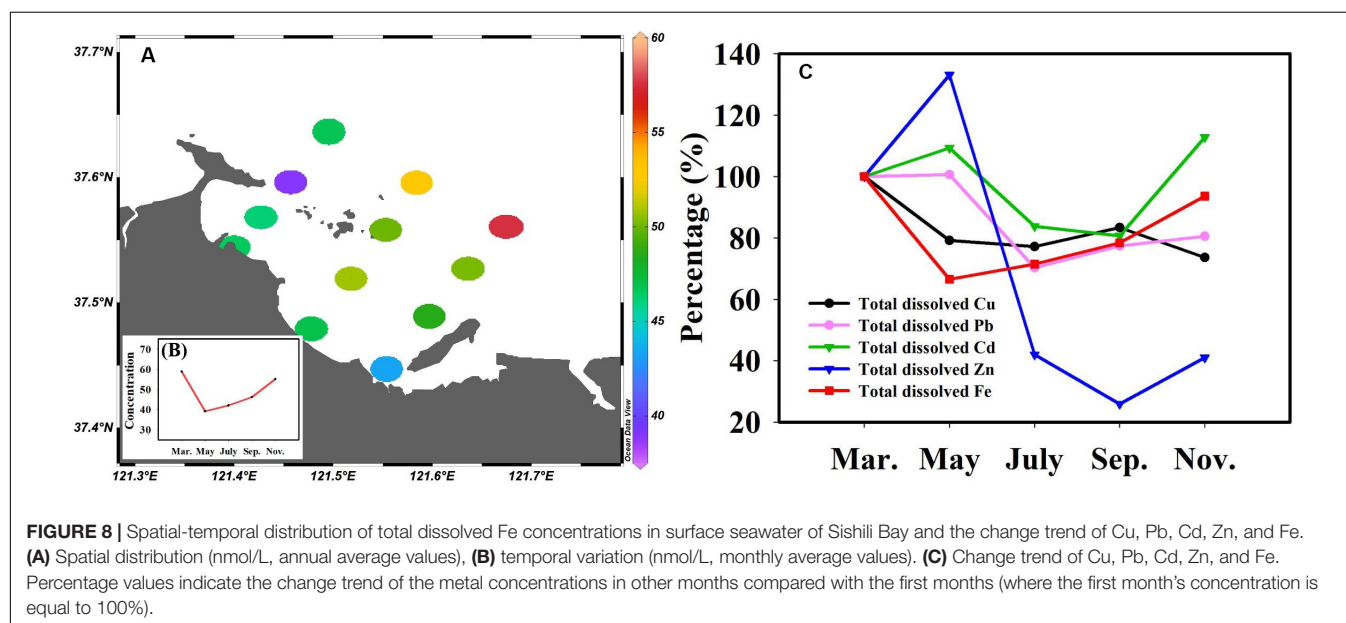 37.7°N
37.6°N
37.5°N
37.4°N
A
60
55
50
45
40
Ocean Data View
121.3°E 121.4°E 121.5°E 121.6°E 121.7°E
(B)
Concentration
70
60
50
40
30
Mar. May July Sep. Nov.
C
Percentage (%)
140
120
100
80
60
40
20
Total dissolved Cu
Total dissolved Pb
Total dissolved Cd
Total dissolved Zn
Total dissolved Fe
Mar. May July Sep. Nov.
FIGURE 8 | Spatial-temporal distribution of total dissolved Fe concentrations in surface seawater of Sishili Bay and the change trend of Cu, Pb, Cd, Zn, and Fe.
(A) Spatial distribution (nmol/L, annual average values), (B) temporal variation (nmol/L, monthly average values). (C) Change trend of Cu, Pb, Cd, Zn, and Fe.
Percentage values indicate the change trend of the metal concentrations in other months compared with the first months (where the first month's concentration is
equal to 100%).